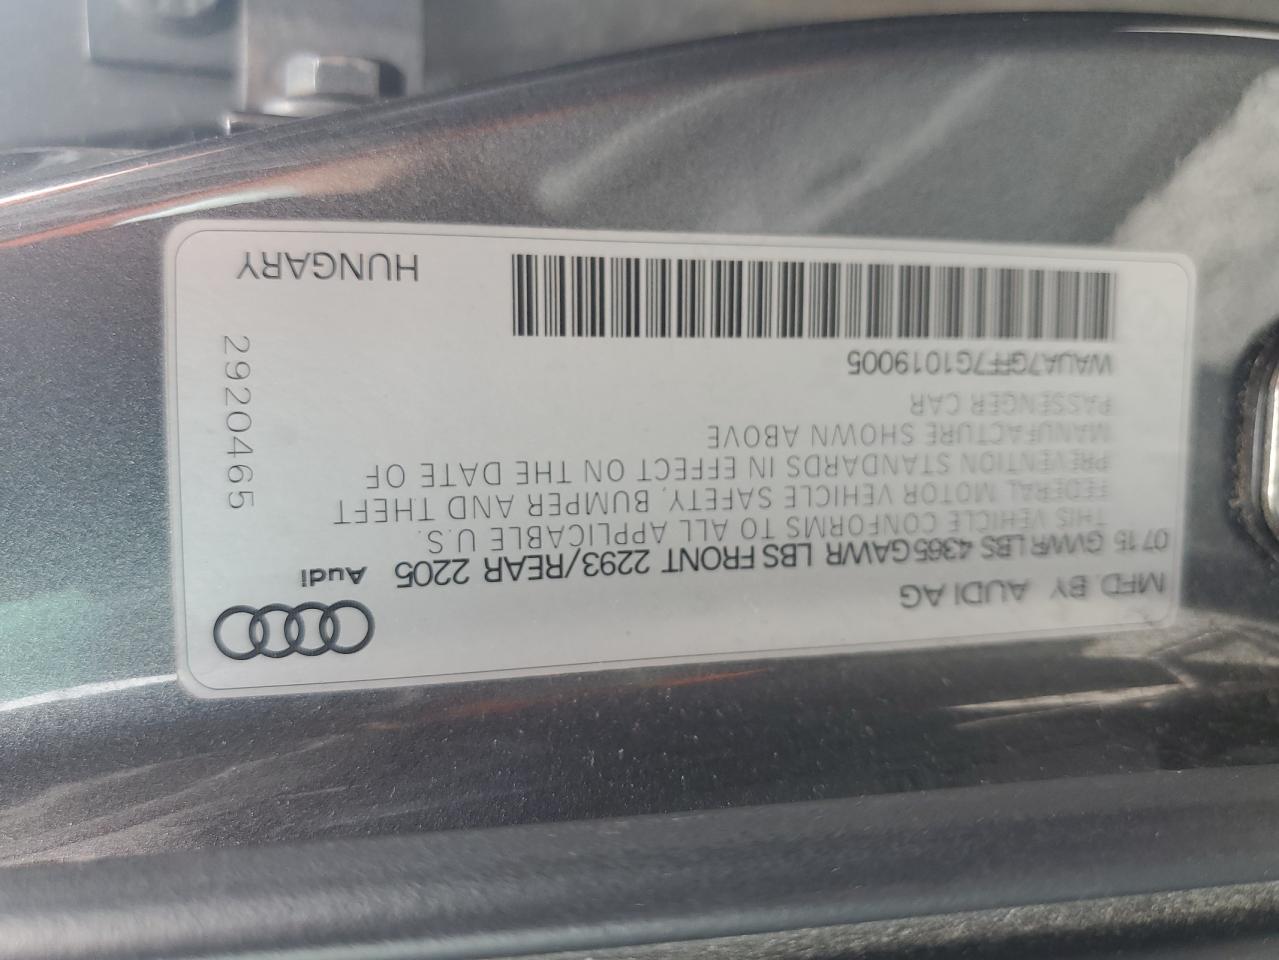 MFD. BY AUDI AG
Audi
07 15 GVWR LBS 4365 GAWR LBS FRONT 2293/REAR 2205
THIS VEHICLE CONFORMS TO ALL APPLICABLE U.S.
FEDERAL MOTOR VEHICLE SAFETY, BUMPER AND THEFT
PREVENTION STANDARDS IN EFFECT ON THE DATE OF
MANUFACTURE SHOWN ABOVE
PASSENGER CAR
WAUA7GFF7G1019005
HUNGARY
2920465